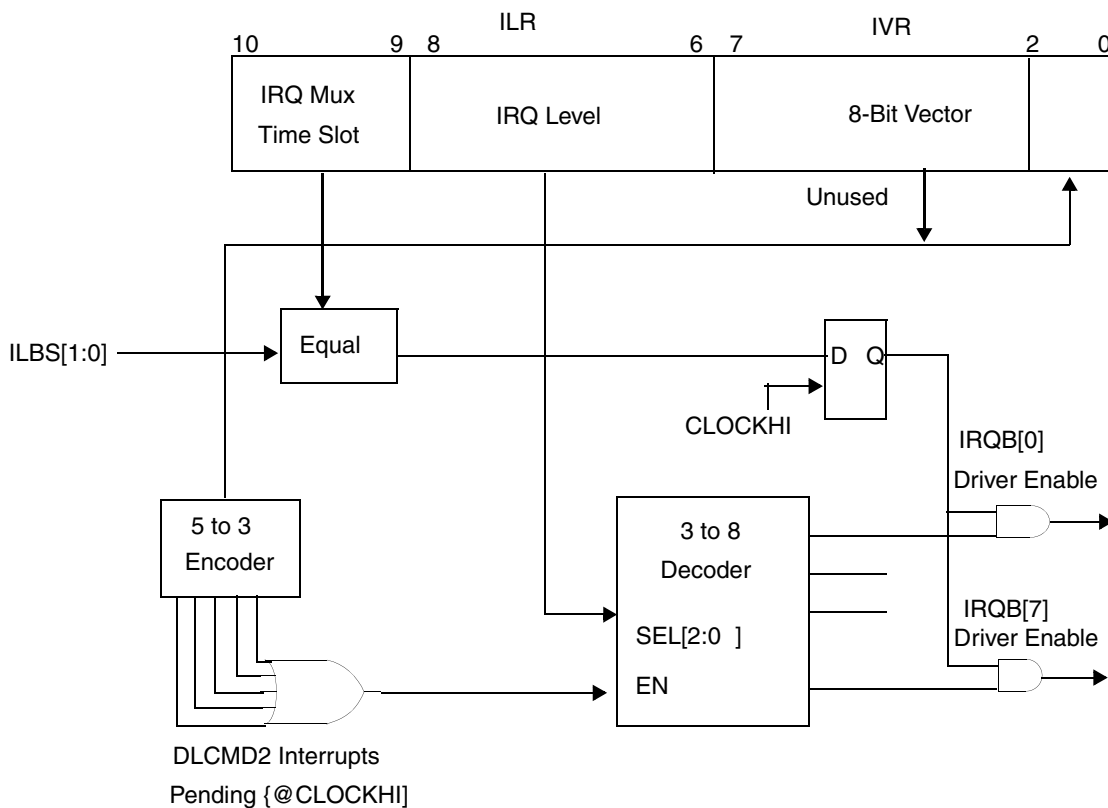 ILR
IVR
10 9 8 6 7 2 0
IRQ Mux
Time Slot
IRQ Level
8-Bit Vector
Unused
ILBS[1:0]
Equal
D Q
CLOCKHI
IRQB[0]
Driver Enable
5 to 3
Encoder
3 to 8
Decoder
SEL[2:0 ]
EN
IRQB[7]
Driver Enable
DLCMD2 Interrupts
Pending {@CLOCKHI]